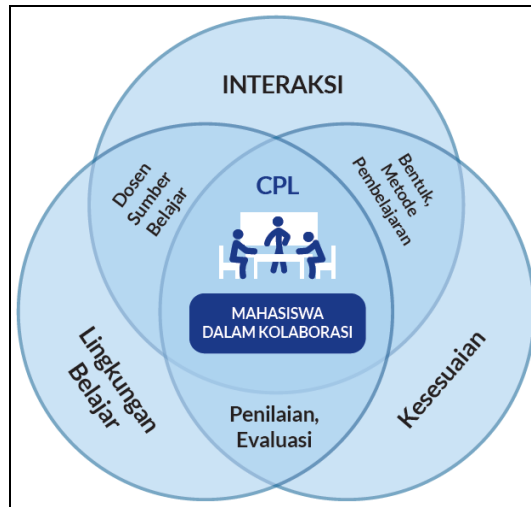 INTERAKSI
Dosen
Sumber
Belajar
CPL
Bentuk,
Metode
Pembelajaran
MAHASISWA
DALAM KOLABORASI
Lingkungan
Belajar
Penilaian,
Evaluasi
Kesesuaian